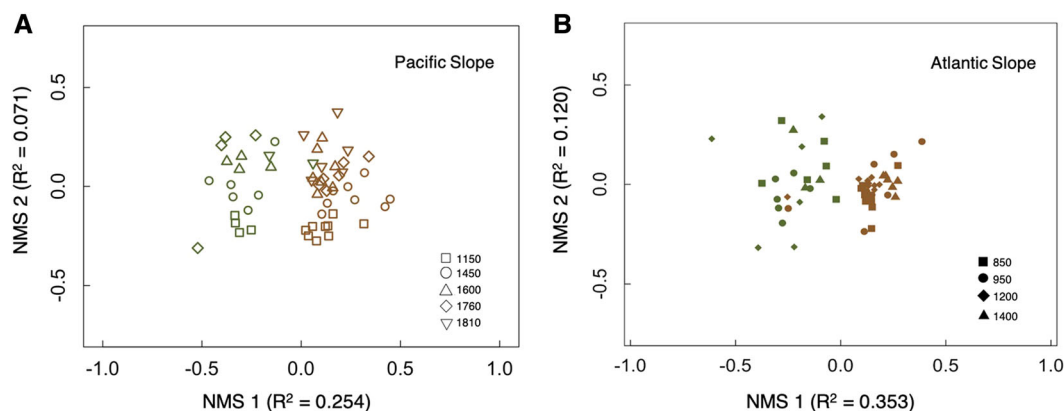 A
Pacific Slope
0.5
0.0
-0.5
NMS 2 (R² = 0.071)
1150
1450
1600
1760
1810
-1.0 -0.5 0.0 0.5 1.0
NMS 1 (R² = 0.254)
B
Atlantic Slope
0.5
0.0
-0.5
NMS 2 (R² = 0.120)
850
950
1200
1400
-1.0 -0.5 0.0 0.5 1.0
NMS 1 (R² = 0.353)